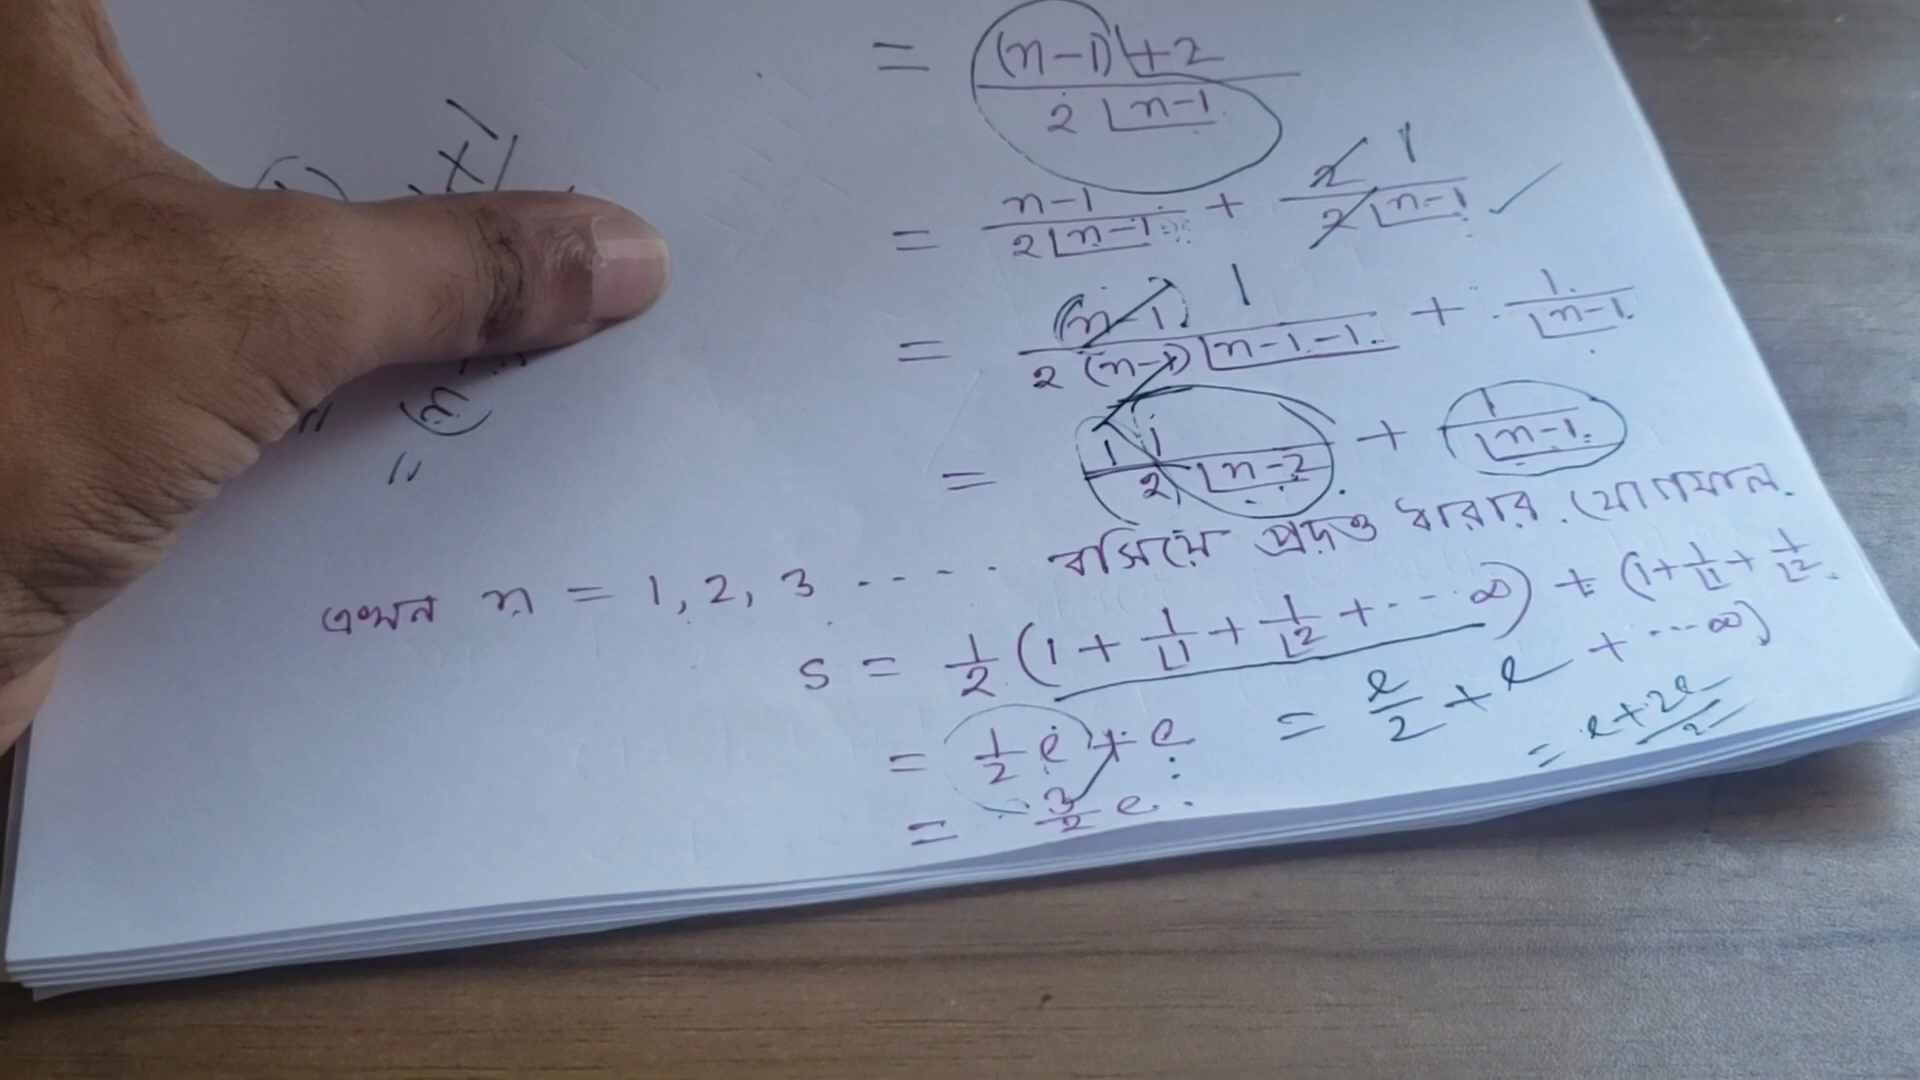 = (n-1)+2 / 2 ∟n-1
= n-1 / 2∟n-1 + 2 1 / 2∟n-1 ✓
= (n-1) 1 / 2 (n-1) ∟n-1-1 + 1 / ∟n-1
= 1 1 / 2 ∟n-2 + 1 / ∟n-1
এখন n = 1, 2, 3 ..... বসিয়ে প্রদত্ত ধারার যোগফল
S = 1/2 (1 + 1/∟1 + 1/∟2 + ... ∞) + (1 + 1/∟1 + 1/∟2
+ ... ∞)
= 1/2 e + e = e/2 + e
= e+2e / 2
= 3/2 e.